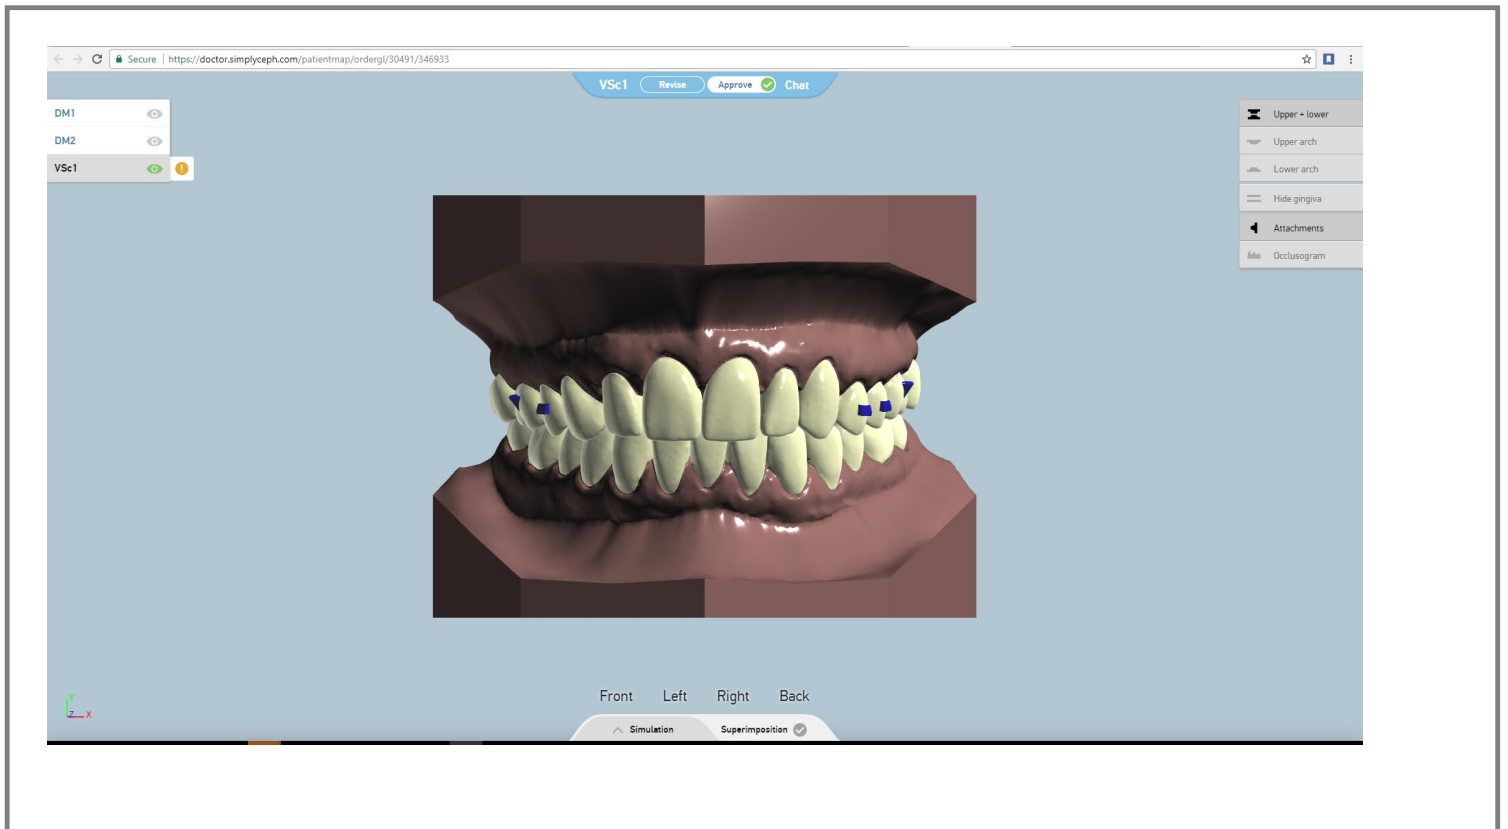 Secure | https://doctor.simplyceph.com/patientmap/ordergl/30491/346933
VSc1 Revise Approve Chat
DM1
DM2
VSc1
Upper + lower
Upper arch
Lower arch
Hide gingiva
Attachments
Occlusogram
Front Left Right Back
Y
Z X
Simulation Superimposition